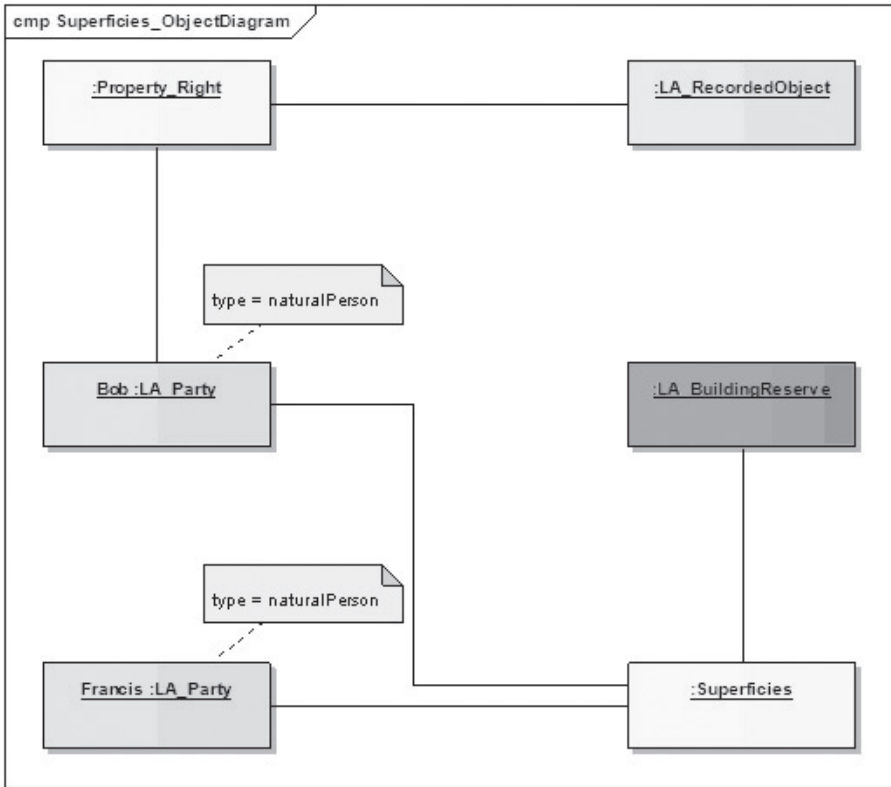 cmp Superficies_ObjectDiagram
:Property_Right
:LA_RecordedObject
type = naturalPerson
Bob :LA_Party
:LA_BuildingReserve
type = naturalPerson
Francis :LA_Party
:Superficies